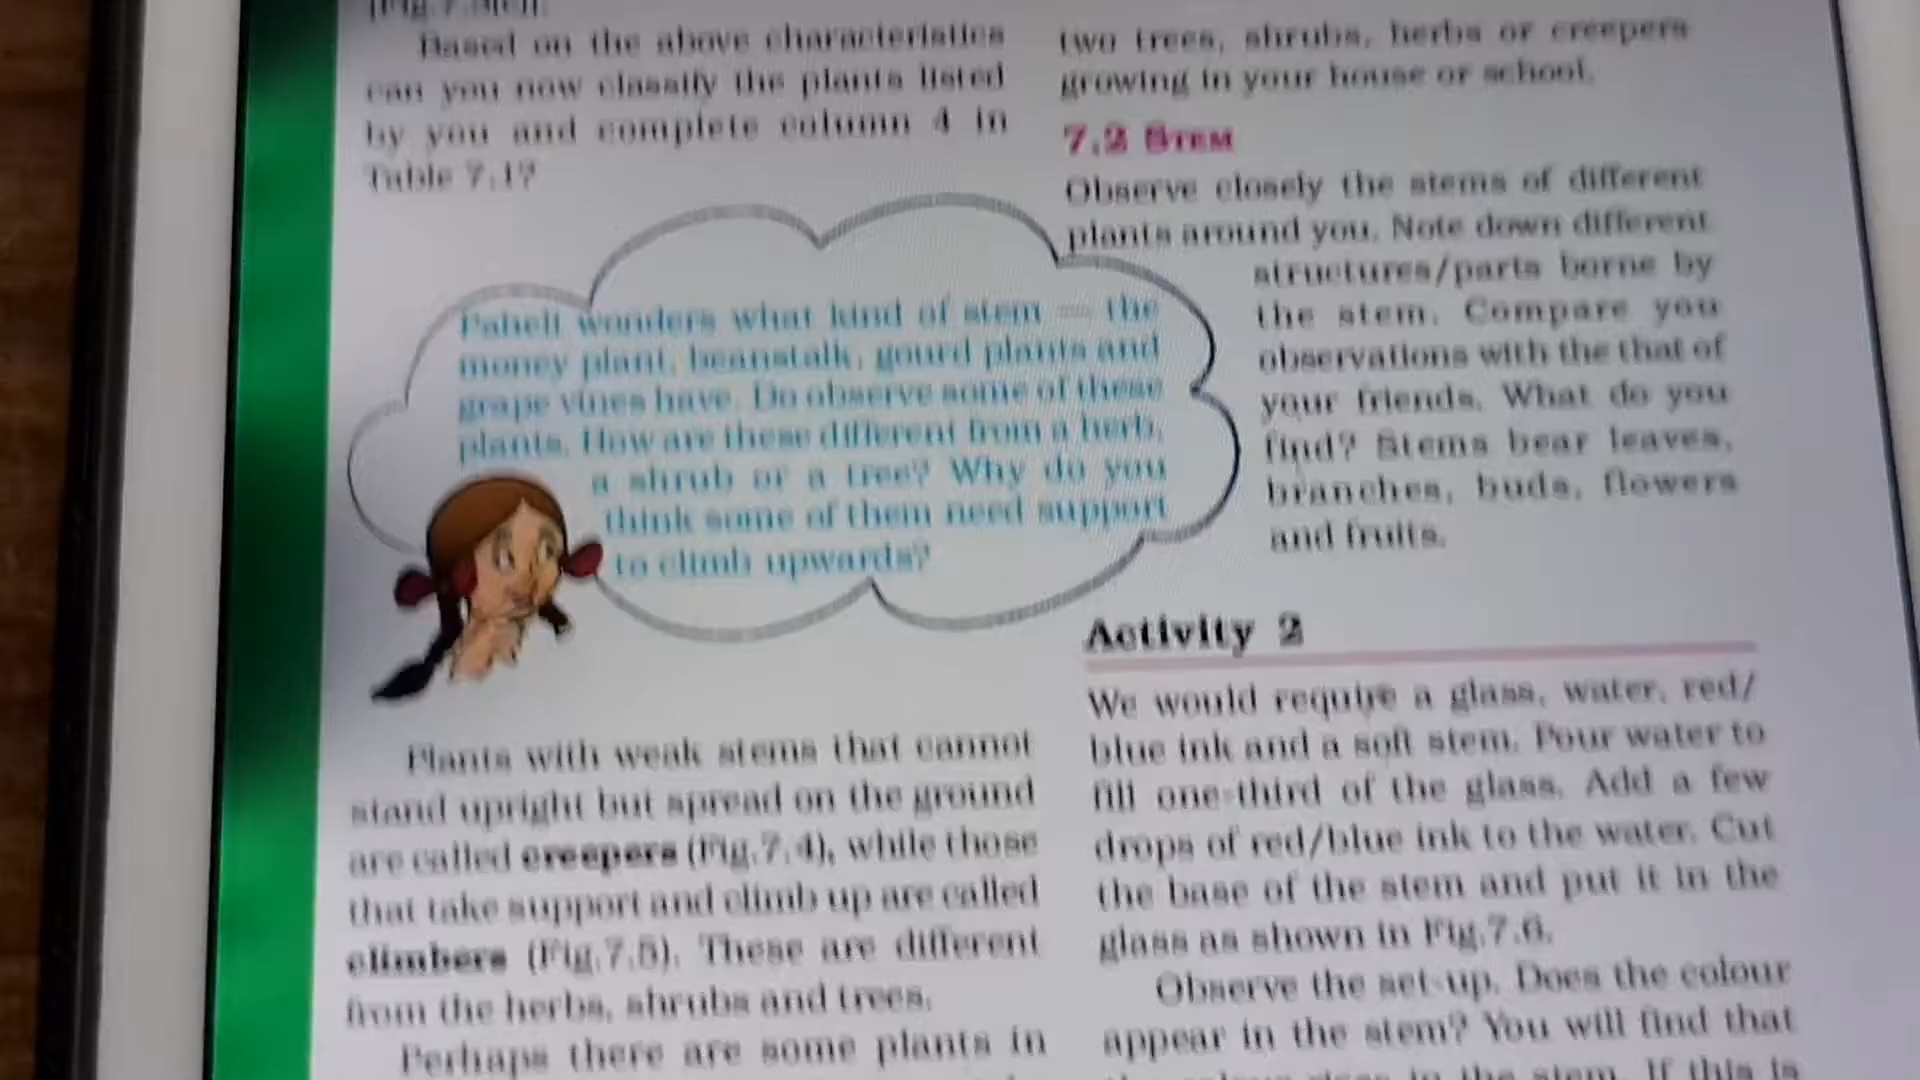 Based on the above characteristics
can you now classify the plants listed
by you and complete column 4 in
Table 7.1?
Paheli wonders what kind of stem — the
money plant, beanstalk, gourd plants and
grape vines have. Do observe some of these
plants. How are these different from a herb,
a shrub or a tree? Why do you
think some of them need support
to climb upwards?
Plants with weak stems that cannot
stand upright but spread on the ground
are called creepers (Fig.7.4), while those
that take support and climb up are called
climbers (Fig.7.5). These are different
from the herbs, shrubs and trees.
Perhaps there are some plants in
two trees, shrubs, herbs or creepers
growing in your house or school.
7.2 STEM
Observe closely the stems of different
plants around you. Note down different
structures/parts borne by
the stem. Compare you
observations with the that of
your friends. What do you
find? Stems bear leaves,
branches, buds, flowers
and fruits.
Activity 2
We would require a glass, water, red/
blue ink and a soft stem. Pour water to
fill one-third of the glass. Add a few
drops of red/blue ink to the water. Cut
the base of the stem and put it in the
glass as shown in Fig.7.6.
Observe the set-up. Does the colour
appear in the stem? You will find that
the colour rises in the stem. If this is